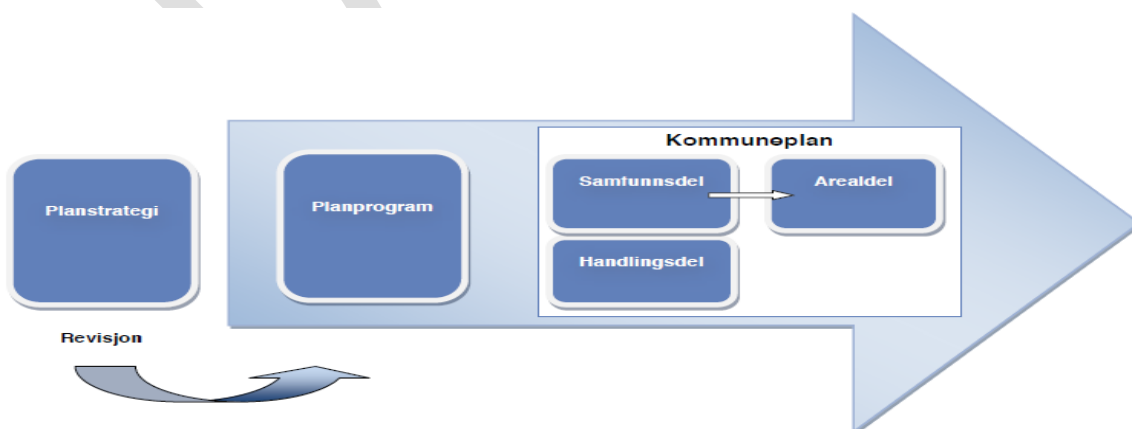 Kommuneplan
Planstrategi
Planprogram
Samfunnsdel
Arealdel
Handlingsdel
Revisjon